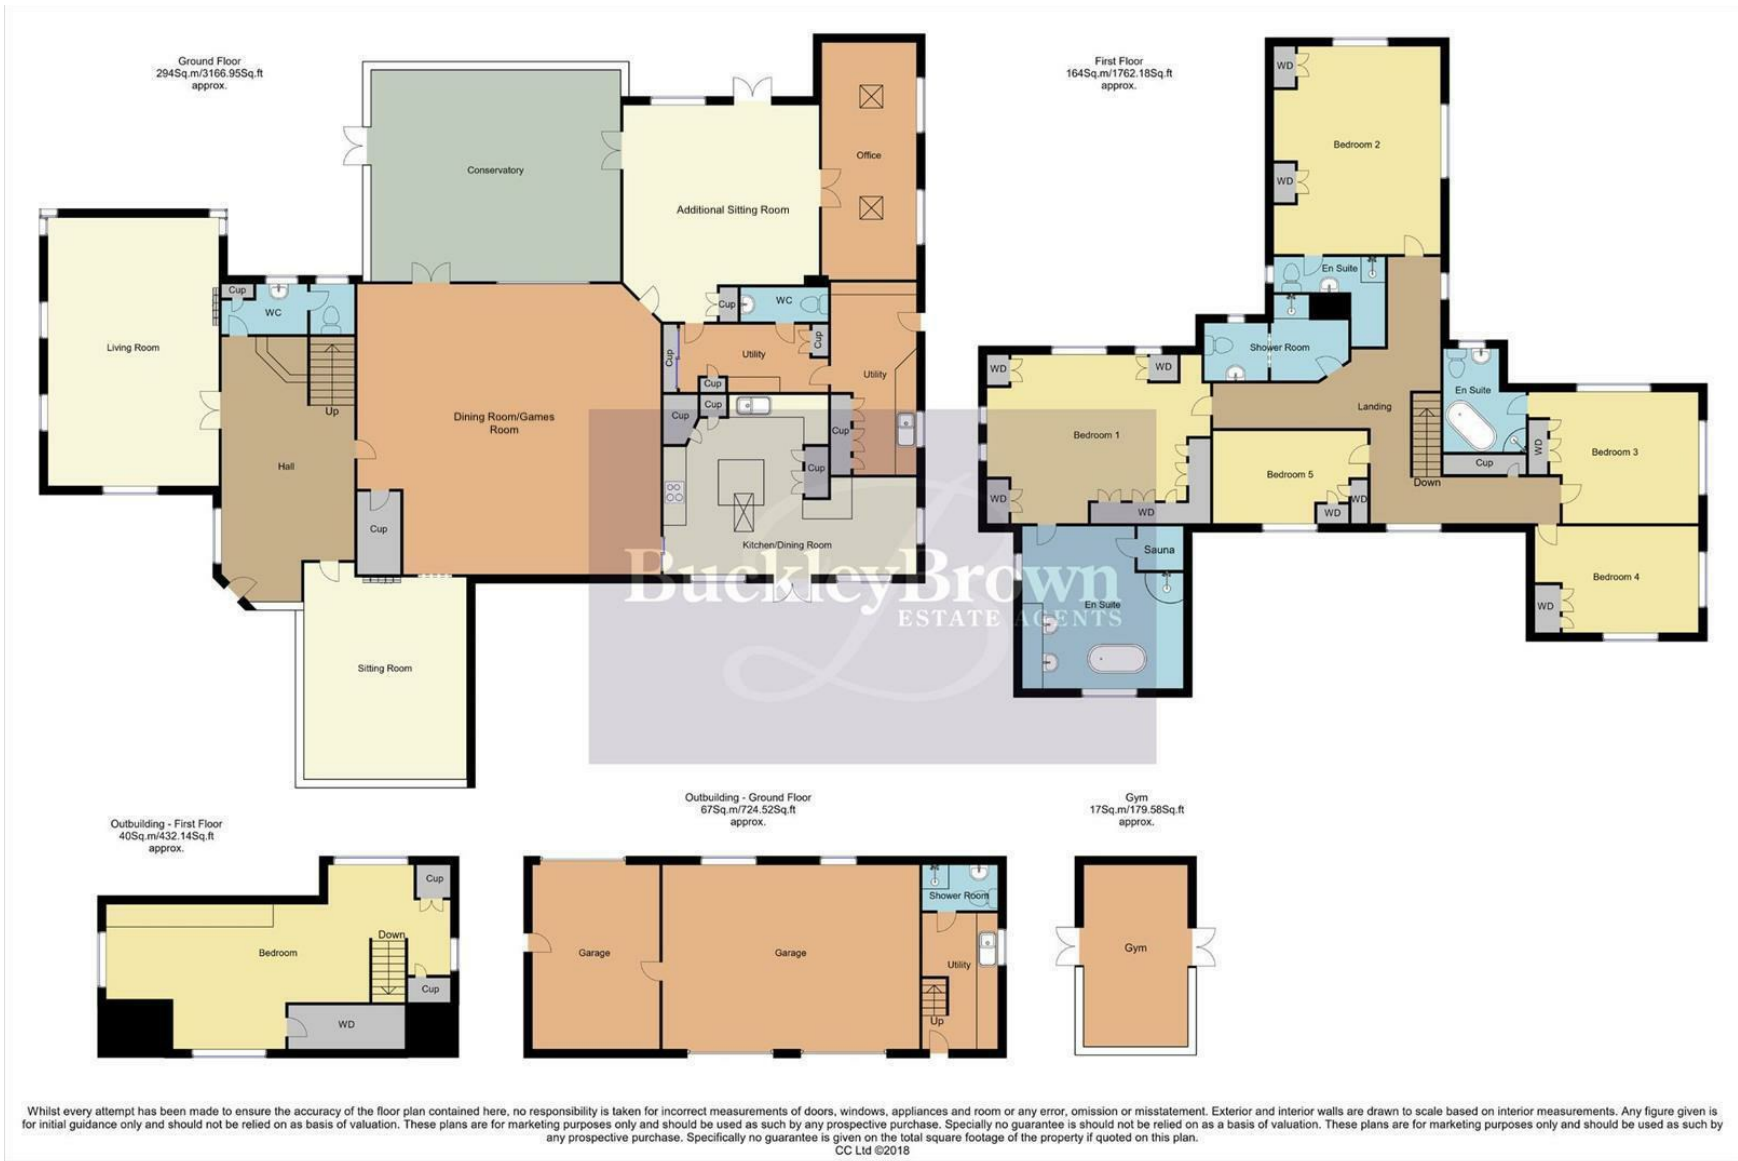 Ground Floor
294Sq.m/3166.95Sq.ft
approx.
Conservatory
Additional Sitting Room
Office
Living Room
Cup
WC
Up
Hall
Dining Room/Games
Room
Cup
Cup
WC
Cup
Utility
Cup
Cup
Utility
Cup
Cup
Cup
Cup
Kitchen/Dining Room
Sitting Room
First Floor
164Sq.m/1762.18Sq.ft
approx.
WD
Bedroom 2
WD
En Suite
Shower Room
WD
WD
Bedroom 1
WD
WD
Landing
En Suite
Bedroom 5
WD
WD
Down
Cup
WD
Bedroom 3
Bedroom 4
WD
Sauna
En Suite
BuckleyBrown
ESTATE AGENTS
Outbuilding - First Floor
40Sq.m/432.14Sq.ft
approx.
Cup
Down
Bedroom
Cup
WD
Outbuilding - Ground Floor
67Sq.m/724.52Sq.ft
approx.
Garage
Garage
Shower Room
Utility
Up
Gym
17Sq.m/179.58Sq.ft
approx.
Gym
Whilst every attempt has been made to ensure the accuracy of the floor plan contained here, no responsibility is taken for incorrect measurements of doors, windows, appliances and room or any error, omission or misstatement. Exterior and interior walls are drawn to scale based on interior measurements. Any figure given is
for initial guidance only and should not be relied on as basis of valuation. These plans are for marketing purposes only and should be used as such by any prospective purchase. Specially no guarantee is should not be relied on as a basis of valuation. These plans are for marketing purposes only and should be used as such by
any prospective purchase. Specifically no guarantee is given on the total square footage of the property if quoted on this plan.
CC Ltd ©2018